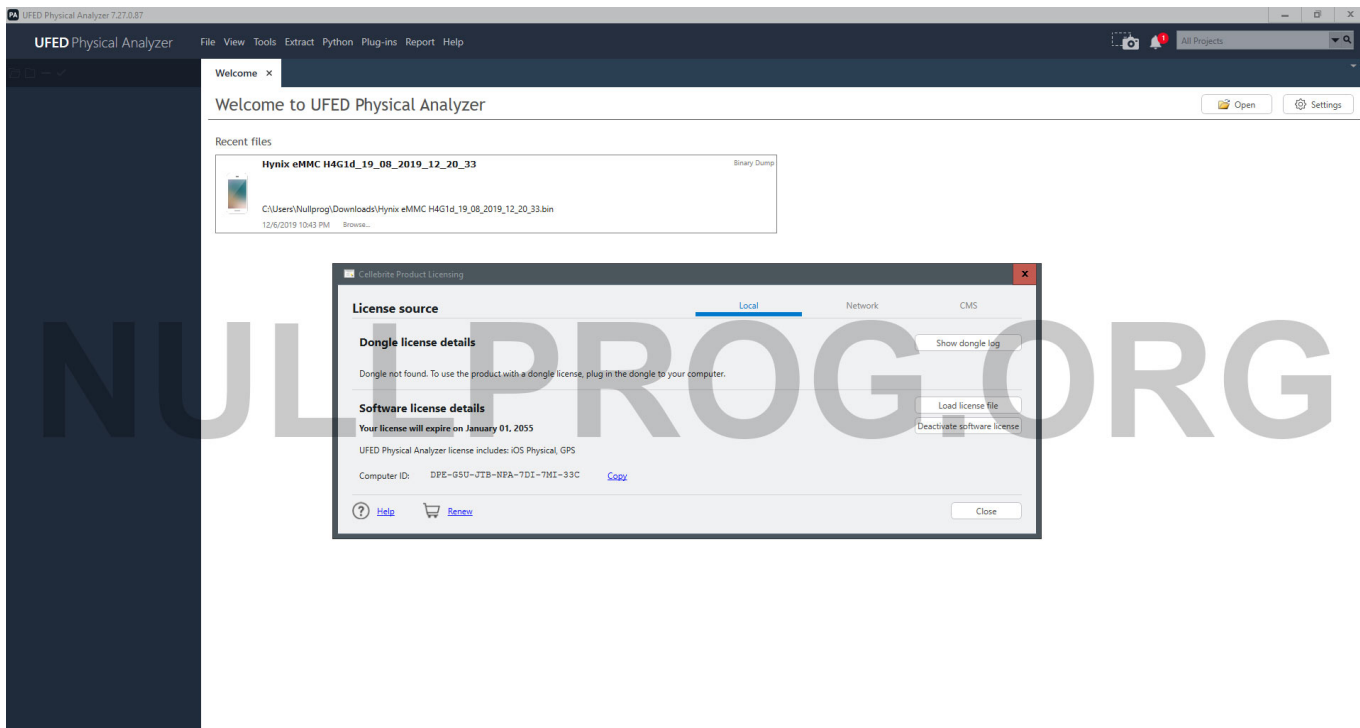 PA UFED Physical Analyzer 7.27.0.87
UFED Physical Analyzer File View Tools Extract Python Plug-ins Report Help 1 All Projects
Welcome ×
Welcome to UFED Physical Analyzer Open Settings
Recent files
Hynix eMMC H4G1d_19_08_2019_12_20_33 Binary Dump
C:\Users\Nullprog\Downloads\Hynix eMMC H4G1d_19_08_2019_12_20_33.bin
12/6/2019 10:43 PM Browse...
Cellebrite Product Licensing
License source Local Network CMS
Dongle license details Show dongle log
Dongle not found. To use the product with a dongle license, plug in the dongle to your computer.
NULLPROG.ORG
Software license details Load license file
Your license will expire on January 01, 2055 Deactivate software license
UFED Physical Analyzer license includes: iOS Physical, GPS
Computer ID: DPE-G5U-JTB-NPA-7DI-7MI-33C Copy
? Help Renew Close